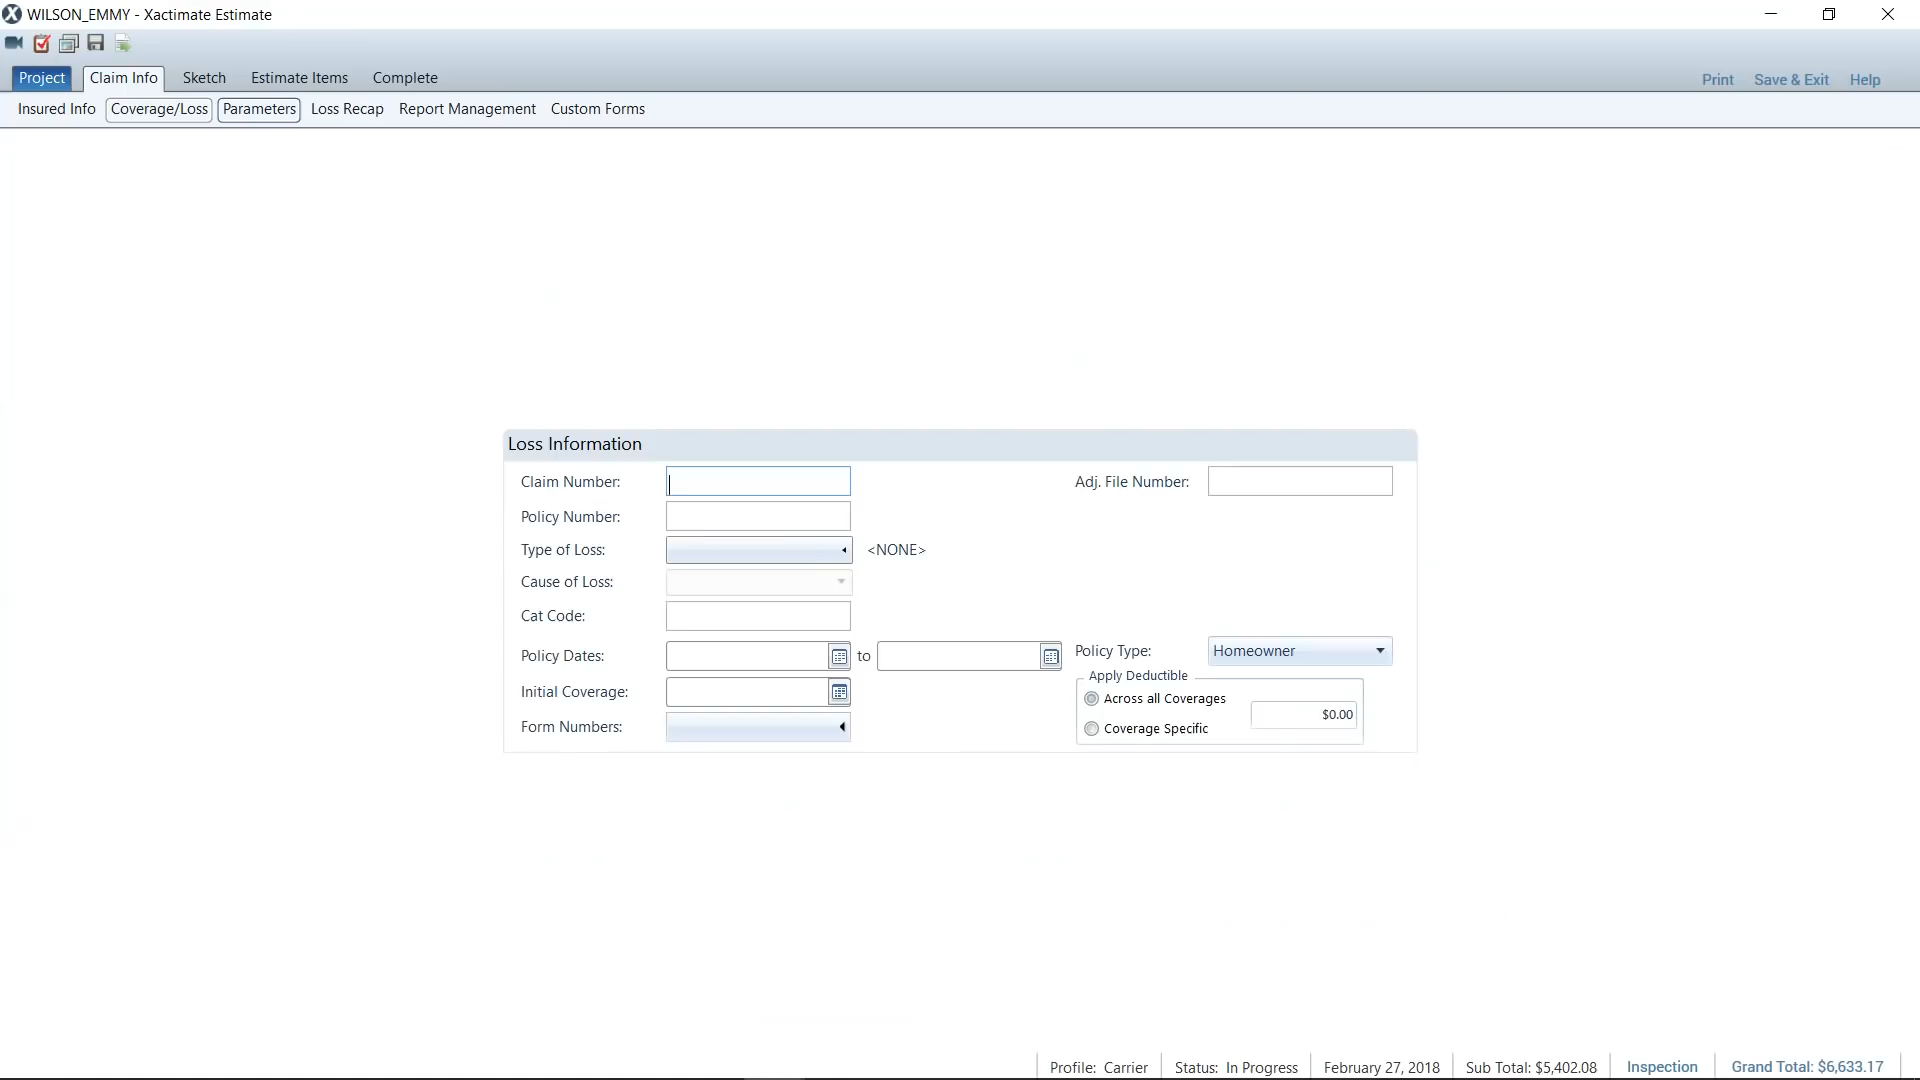 WILSON_EMMY - Xactimate Estimate
Project Claim Info Sketch Estimate Items Complete Print Save & Exit Help
Insured Info Coverage/Loss Parameters Loss Recap Report Management Custom Forms
Loss Information
Claim Number: Adj. File Number:
Policy Number:
Type of Loss: <NONE>
Cause of Loss:
Cat Code:
Policy Dates: to Policy Type: Homeowner
Apply Deductible
Initial Coverage: Across all Coverages $0.00
Form Numbers: Coverage Specific
Profile: Carrier Status: In Progress February 27, 2018 Sub Total: $5,402.08 Inspection Grand Total: $6,633.17